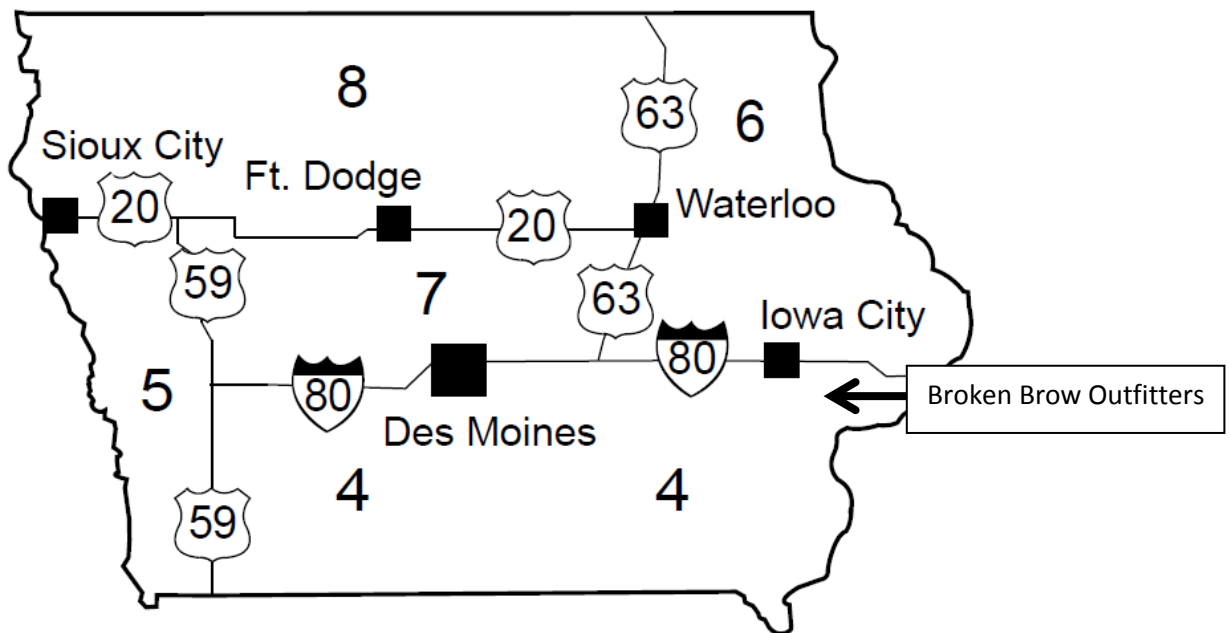 8
63
6
Sioux City
Ft. Dodge
20
Waterloo
20
59
7
63
Iowa City
80
5
80
Broken Brow Outfitters
Des Moines
4
4
59